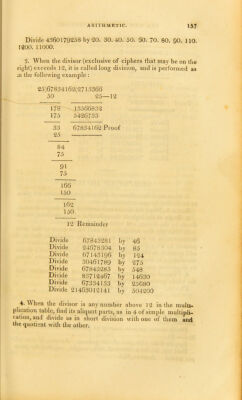 ARITHMETIC. 157
Divide 4360179258 by 20. 30. 40. 50. 60. 70. 80. 90. 110.
1200. 11000.
3. When the divisor (exclusive of ciphers that may be on the
right) exceeds 12, it is called long division, and is performed as
in the following example:
25)67834162(2713366
50 25—12
178 13566832
175 5426733
33 67834162 Proof
25
84
75
91
75
166
150
162
150
12 Remainder
Divide 67843281 by 46
Divide 24678304 by 85
Divide 67143196 by 124
Divide 30461789 by 275
Divide 67842283 by 548
Divide 83712467 by 14630
Divide 67334133 by 25680
Divide 21463012141 by 504200
4. When the divisor is any number above 12 in the multi-
plication table, find its aliquot parts, as in 4 of simple multipli-
cation, and divide as in short division with one of them and
the quotient with the other.